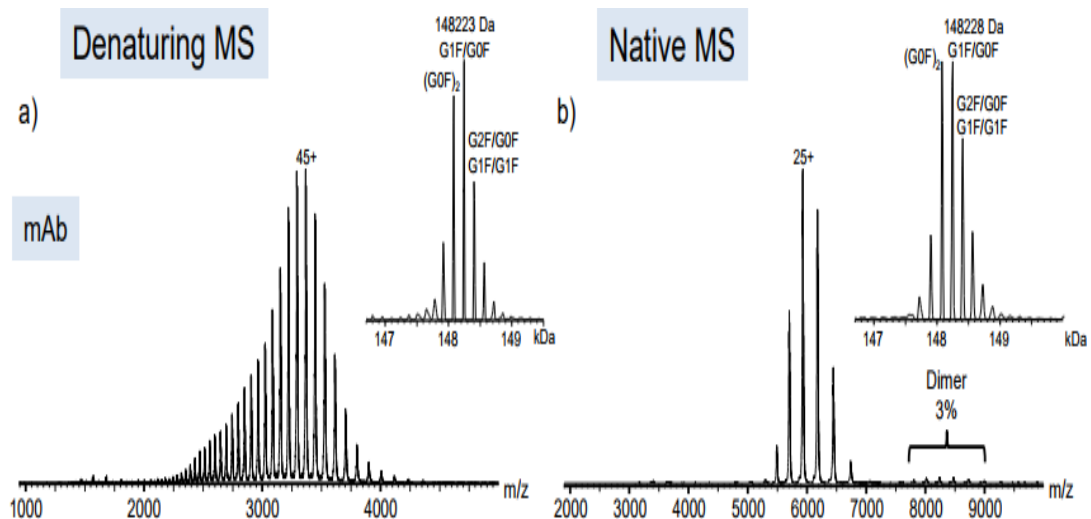 Denaturing MS
a)
mAb
45+
148223 Da
G1F/G0F
(G0F)₂
G2F/G0F
G1F/G1F
147 148 149 kDa
1000 2000 3000 4000 m/z
Native MS
b)
25+
148228 Da
G1F/G0F
(G0F)₂
G2F/G0F
G1F/G1F
147 148 149 kDa
Dimer
3%
2000 3000 4000 5000 6000 7000 8000 9000 m/z